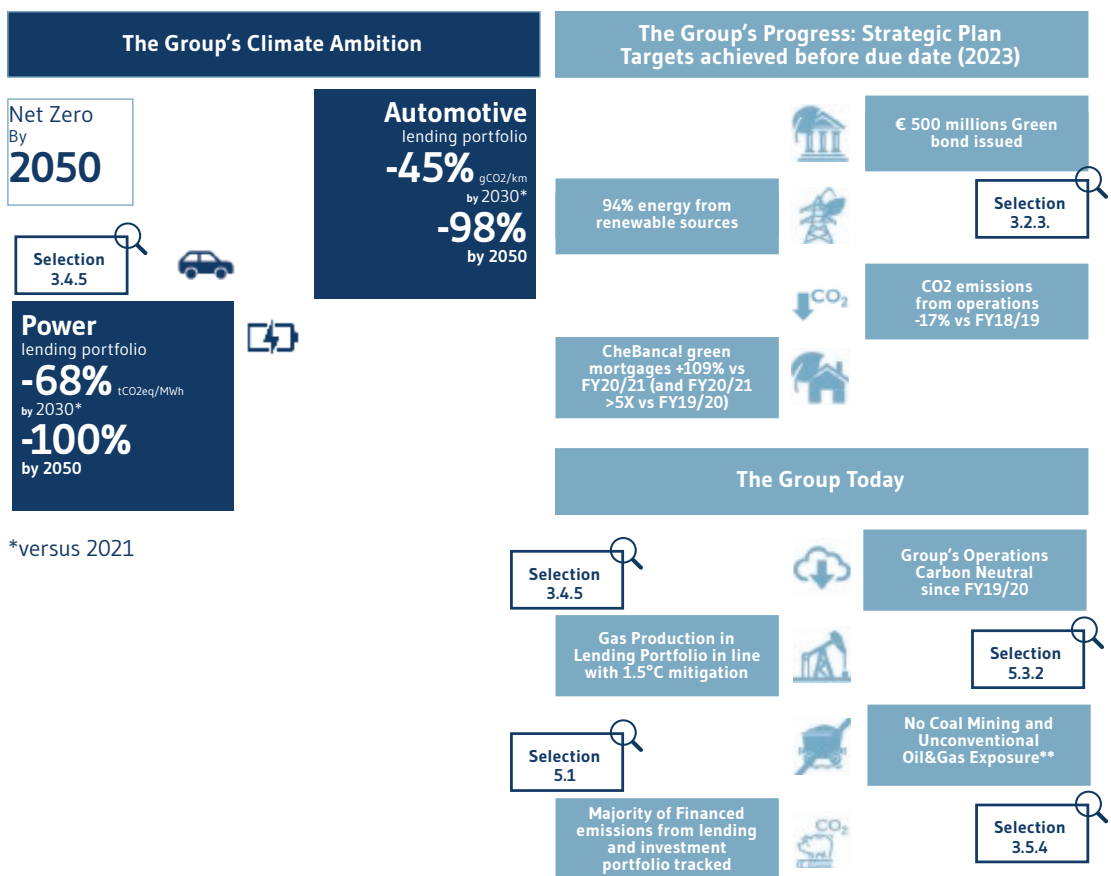 The Group's Climate Ambition
Net Zero
By
2050
Automotive
lending portfolio
-45% gCO2/km
by 2030*
-98%
by 2050
Selection
3.4.5
Power
lending portfolio
-68% tCO2eq/MWh
by 2030*
-100%
by 2050
*versus 2021
The Group's Progress: Strategic Plan
Targets achieved before due date (2023)
€ 500 millions Green
bond issued
94% energy from
renewable sources
Selection
3.2.3.
CO₂
CO2 emissions
from operations
-17% vs FY18/19
CheBanca! green
mortgages +109% vs
FY20/21 (and FY20/21
>5X vs FY19/20)
The Group Today
Selection
3.4.5
Group's Operations
Carbon Neutral
since FY19/20
Gas Production in
Lending Portfolio in line
with 1.5°C mitigation
Selection
5.3.2
Selection
5.1
No Coal Mining and
Unconventional
Oil&Gas Exposure**
Majority of Financed
emissions from lending
and investment
portfolio tracked
CO₂
Selection
3.5.4